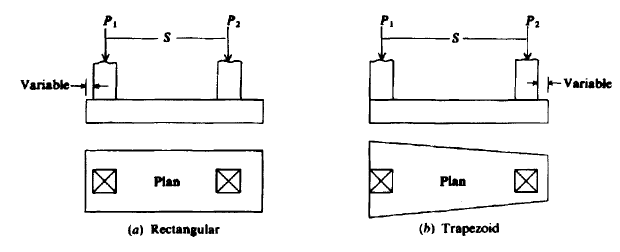 P1 P2
S
Variable
Plan
(a) Rectangular
P1 P2
S
Variable
Plan
(b) Trapezoid